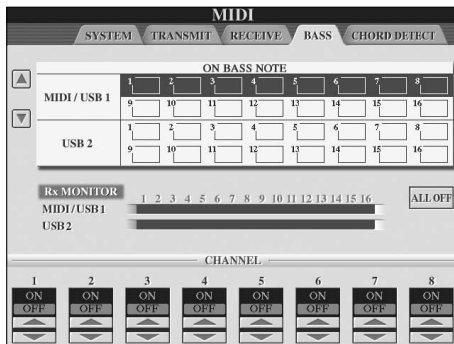 MIDI
SYSTEM TRANSMIT RECEIVE BASS CHORD DETECT
ON BASS NOTE
MIDI / USB 1
1 2 3 4 5 6 7 8
9 10 11 12 13 14 15 16
USB 2
1 2 3 4 5 6 7 8
9 10 11 12 13 14 15 16
Rx MONITOR
1 2 3 4 5 6 7 8 9 10 11 12 13 14 15 16
ALL OFF
MIDI/USB1
USB2
CHANNEL
1 2 3 4 5 6 7 8
ON ON ON ON ON ON ON ON
OFF OFF OFF OFF OFF OFF OFF OFF